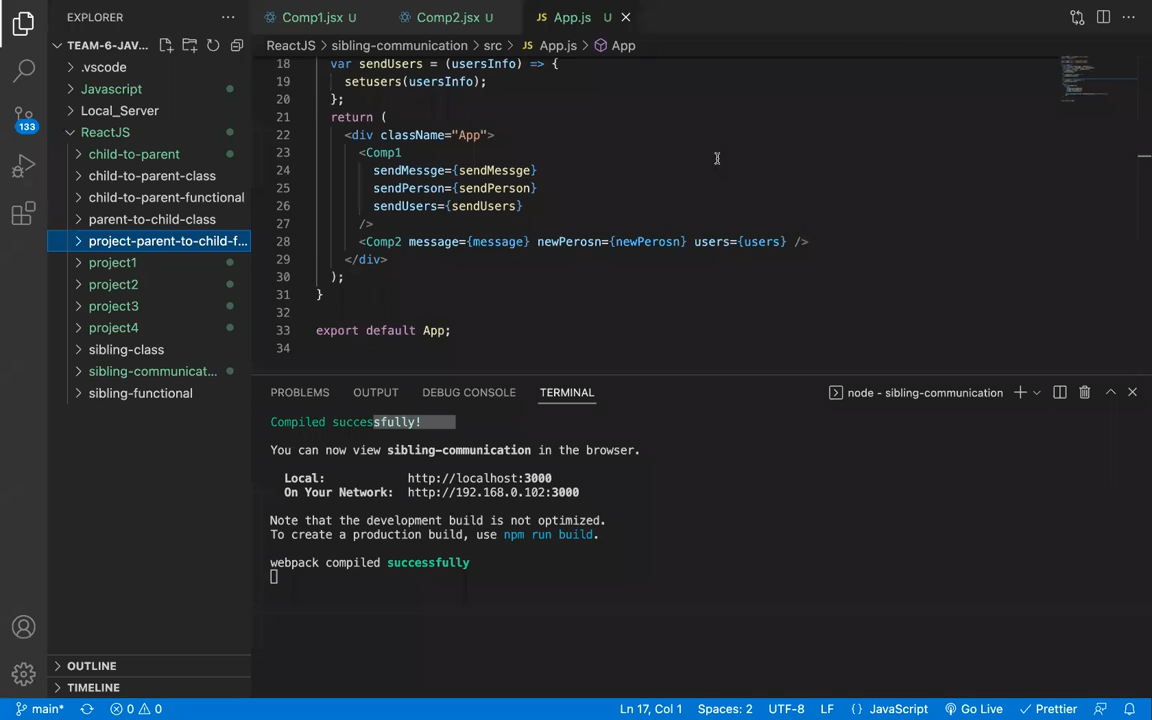 EXPLORER
Comp1.jsx U
Comp2.jsx U
JS App.js U
TEAM-6-JAV...
ReactJS > sibling-communication > src > JS App.js > App
.vscode
Javascript
Local_Server
ReactJS
child-to-parent
child-to-parent-class
child-to-parent-functional
parent-to-child-class
project-parent-to-child-f...
project1
project2
project3
project4
sibling-class
sibling-communicat...
sibling-functional
OUTLINE
TIMELINE
133
18 var sendUsers = (usersInfo) => {
19 setusers(usersInfo);
20 };
21 return (
22 <div className="App">
23 <Comp1
24 sendMessge={sendMessge}
25 sendPerson={sendPerson}
26 sendUsers={sendUsers}
27 />
28 <Comp2 message={message} newPerosn={newPerosn} users={users} />
29 </div>
30 );
31 }
32
33 export default App;
34
PROBLEMS OUTPUT DEBUG CONSOLE TERMINAL
node - sibling-communication
Compiled successfully!
You can now view sibling-communication in the browser.
Local: http://localhost:3000
On Your Network: http://192.168.0.102:3000
Note that the development build is not optimized.
To create a production build, use npm run build.
webpack compiled successfully
main* 0 0 Ln 17, Col 1 Spaces: 2 UTF-8 LF {} JavaScript Go Live Prettier